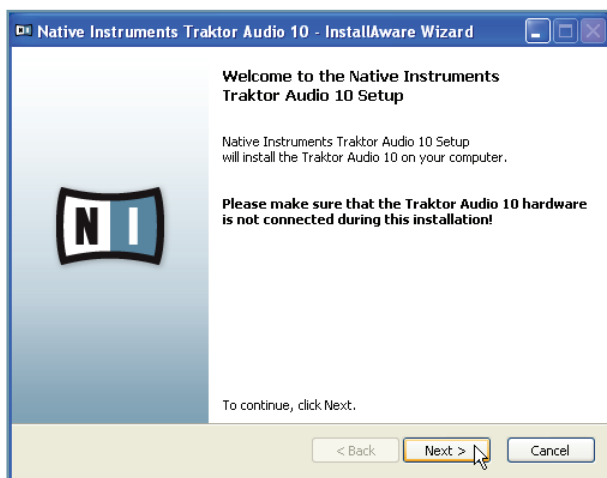 Native Instruments Traktor Audio 10 - InstallAware Wizard
Welcome to the Native Instruments
Traktor Audio 10 Setup
Native Instruments Traktor Audio 10 Setup
will install the Traktor Audio 10 on your computer.
Please make sure that the Traktor Audio 10 hardware
is not connected during this installation!
N I
To continue, click Next.
< Back Next > Cancel